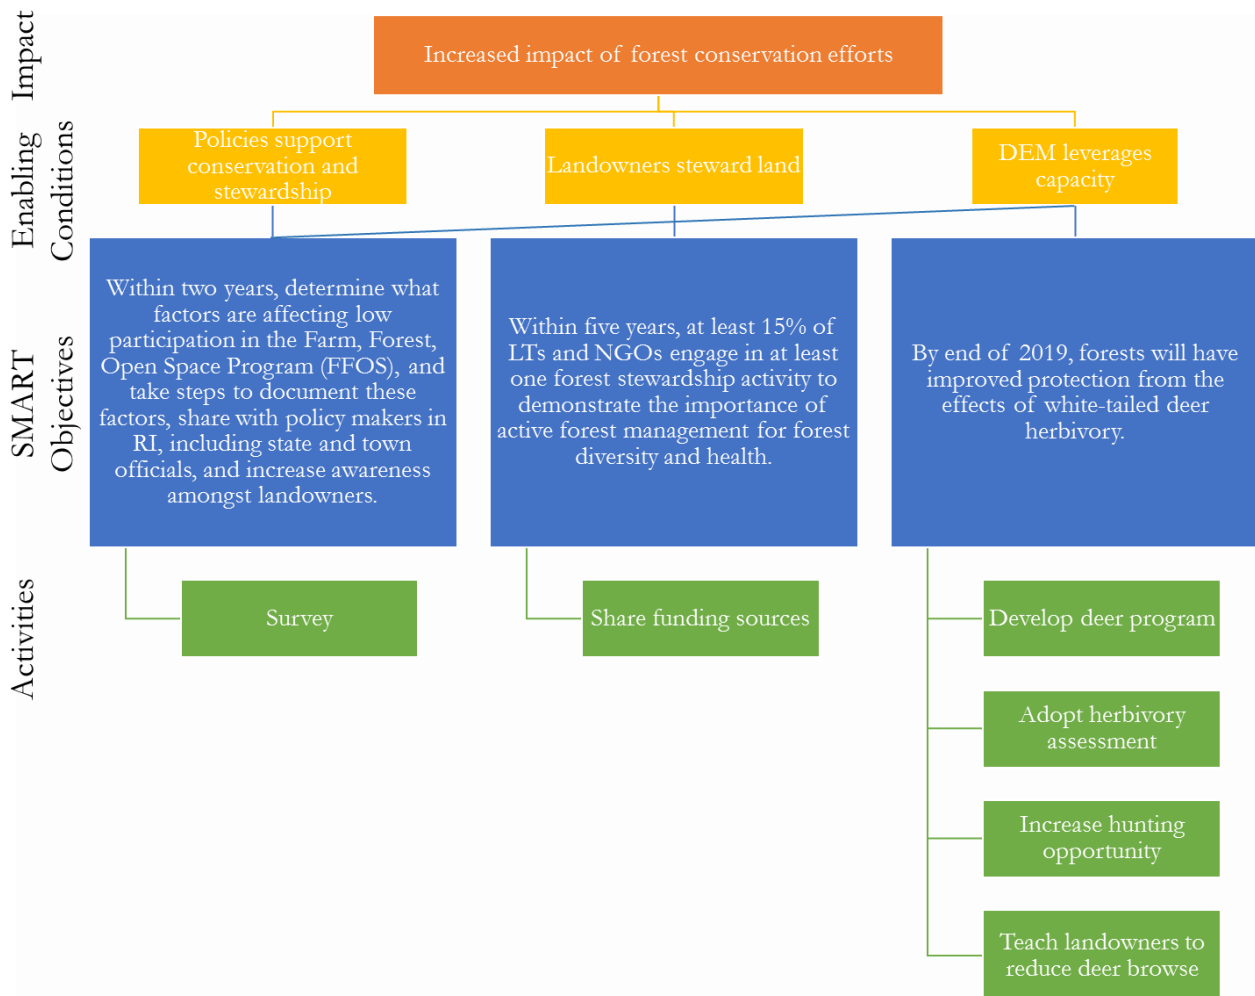 Impact
Increased impact of forest conservation efforts
Enabling
Conditions
Policies support
conservation and
stewardship
Landowners steward land
DEM leverages
capacity
SMART
Objectives
Within two years, determine what
factors are affecting low
participation in the Farm, Forest,
Open Space Program (FFOS), and
take steps to document these
factors, share with policy makers in
RI, including state and town
officials, and increase awareness
amongst landowners.
Within five years, at least 15% of
LTs and NGOs engage in at least
one forest stewardship activity to
demonstrate the importance of
active forest management for forest
diversity and health.
By end of 2019, forests will have
improved protection from the
effects of white-tailed deer
herbivory.
Activities
Survey
Share funding sources
Develop deer program
Adopt herbivory
assessment
Increase hunting
opportunity
Teach landowners to
reduce deer browse